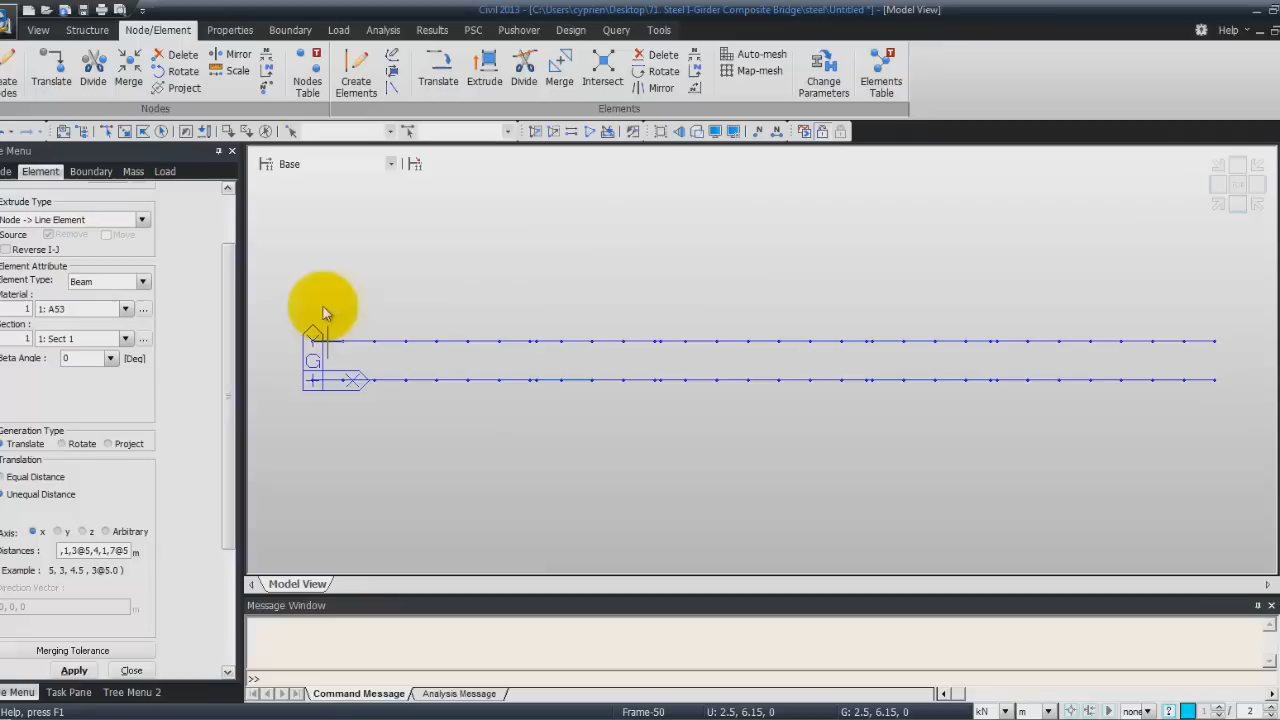 Civil 2013 - [C:\Users\cyprien\Desktop\71. Steel I-Girder Composite Bridge\steel\Untitled *] - [Model View]
View Structure Node/Element Properties Boundary Load Analysis Results PSC Pushover Design Query Tools Help
Translate Divide Merge Delete Rotate Project Mirror Scale Nodes Table Create Elements Translate Extrude Divide Merge Intersect Delete Rotate Mirror Auto-mesh Map-mesh Change Parameters Elements Table
Nodes Elements
e Menu
de Element Boundary Mass Load
Base
Extrude Type
Node -> Line Element
Source Remove Move
Reverse I-J
Element Attribute
Element Type: Beam
Material :
1 1: A53
Section :
1 1: Sect 1
Beta Angle : 0 [Deg]
G
X
Generation Type
Translate Rotate Project
Translation
Equal Distance
Unequal Distance
Axis: x y z Arbitrary
Distances : ,1,3@5,4,1,7@5 m
Example : 5, 3, 4.5 , 3@5.0 )
Direction Vector :
0, 0, 0 m
Merging Tolerance
Apply Close
Model View
Message Window
>>
Tree Menu Task Pane Tree Menu 2
Command Message Analysis Message
Help, press F1 Frame-50 U: 2.5, 6.15, 0 G: 2.5, 6.15, 0 kN m none 1 / 2